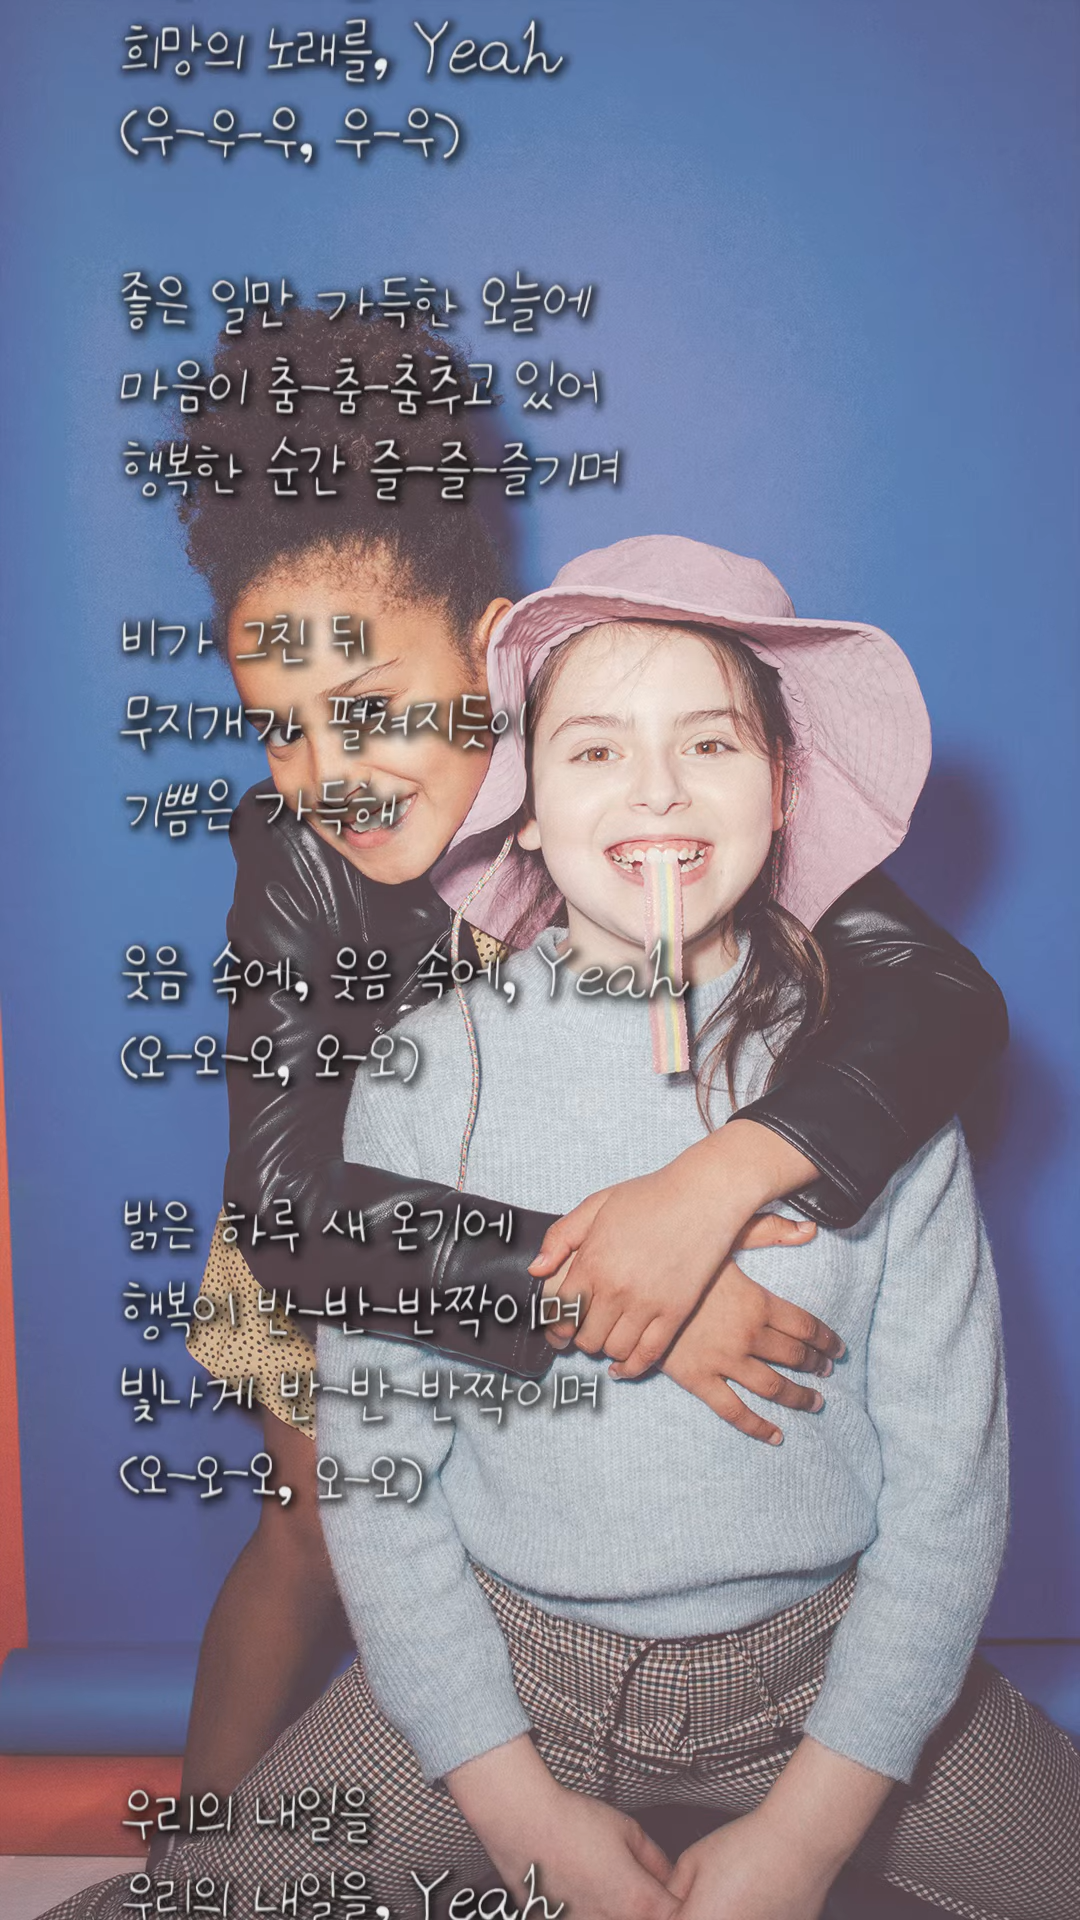 희망의 노래를, Yeah
(우-우-우, 우-우)
좋은 일만 가득한 오늘에
마음이 춤-춤-춤추고 있어
행복한 순간 즐-즐-즐기며
비가 그친 뒤
무지개가 펼쳐지듯이
기쁨은 가득해
웃음 속에, 웃음 속에, Yeah
(오-오-오, 오-오)
밝은 하루 새 온기에
행복이 반-반-반짝이며
빛나게 반-반-반짝이며
(오-오-오, 오-오)
우리의 내일을
우리의 내일을, Yeah